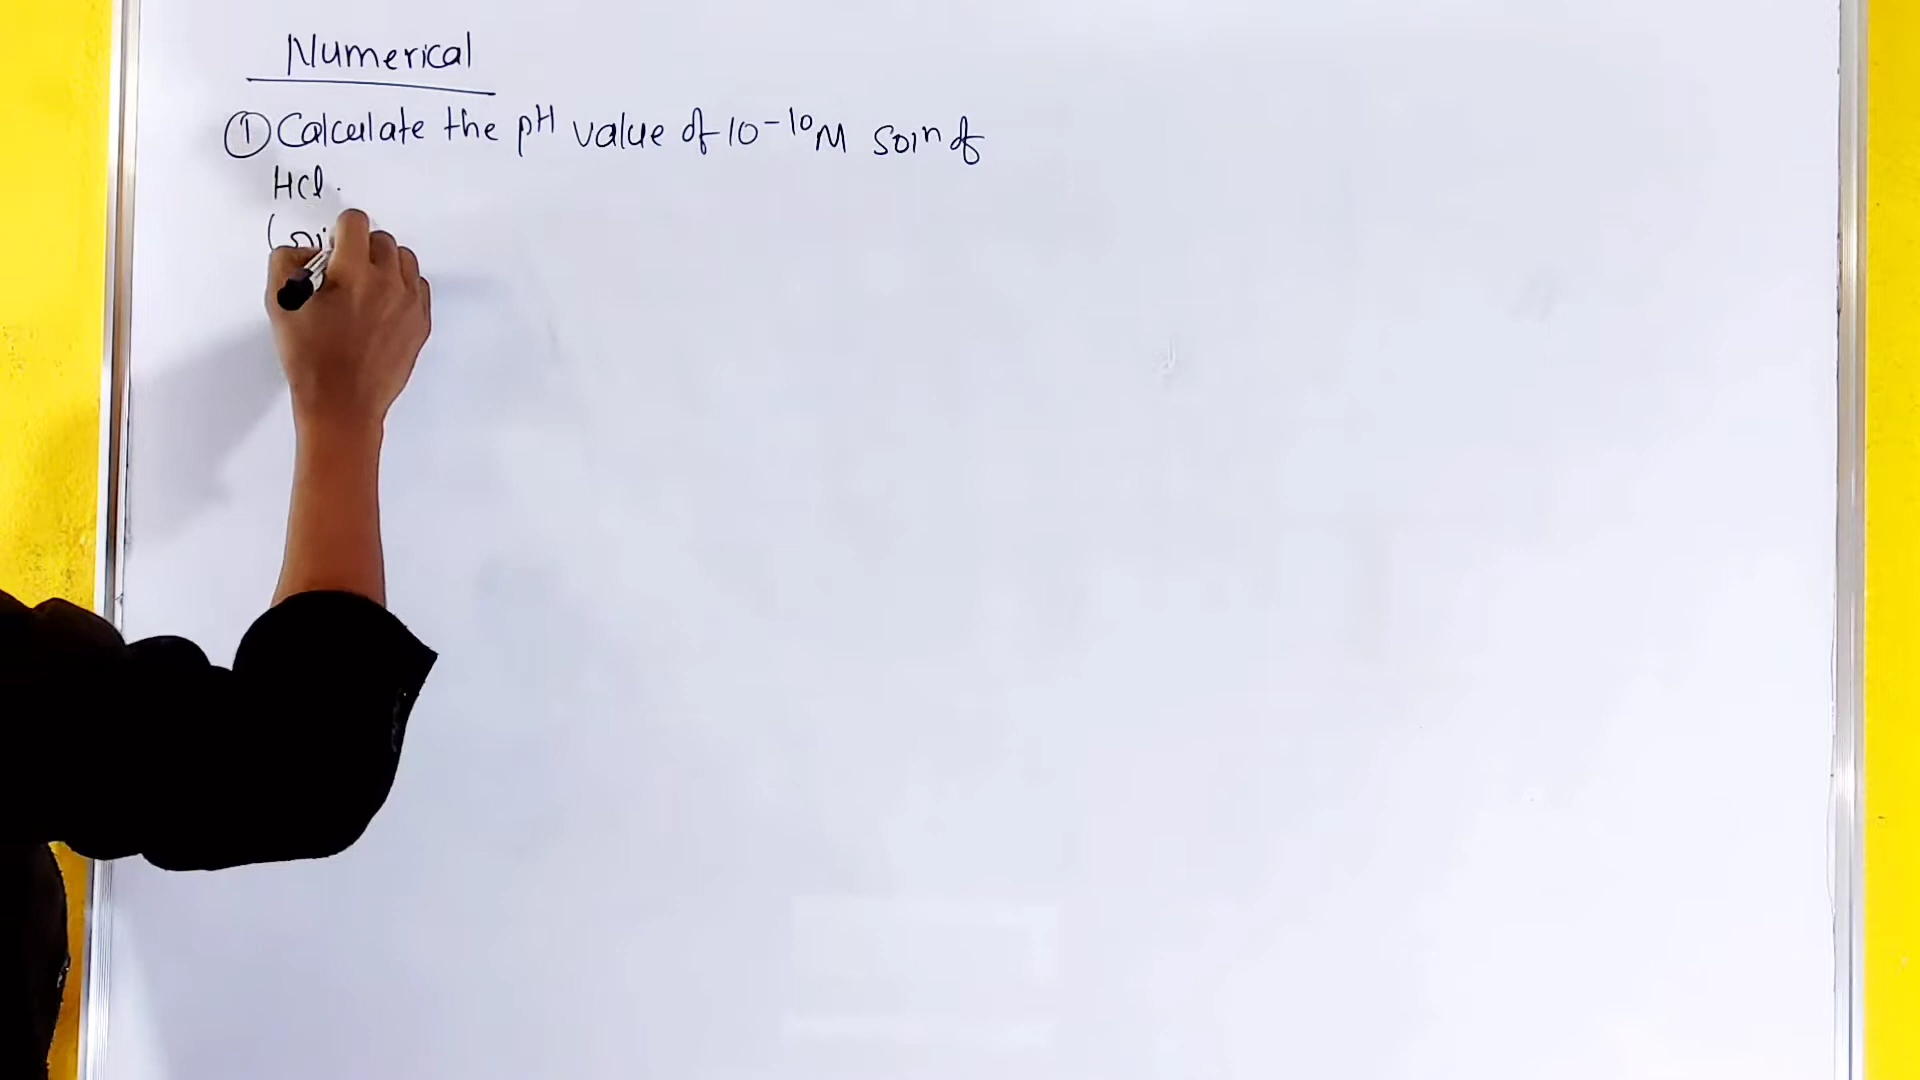 Numerical
① Calculate the pH value of 10⁻¹⁰M solⁿ of
HCl.